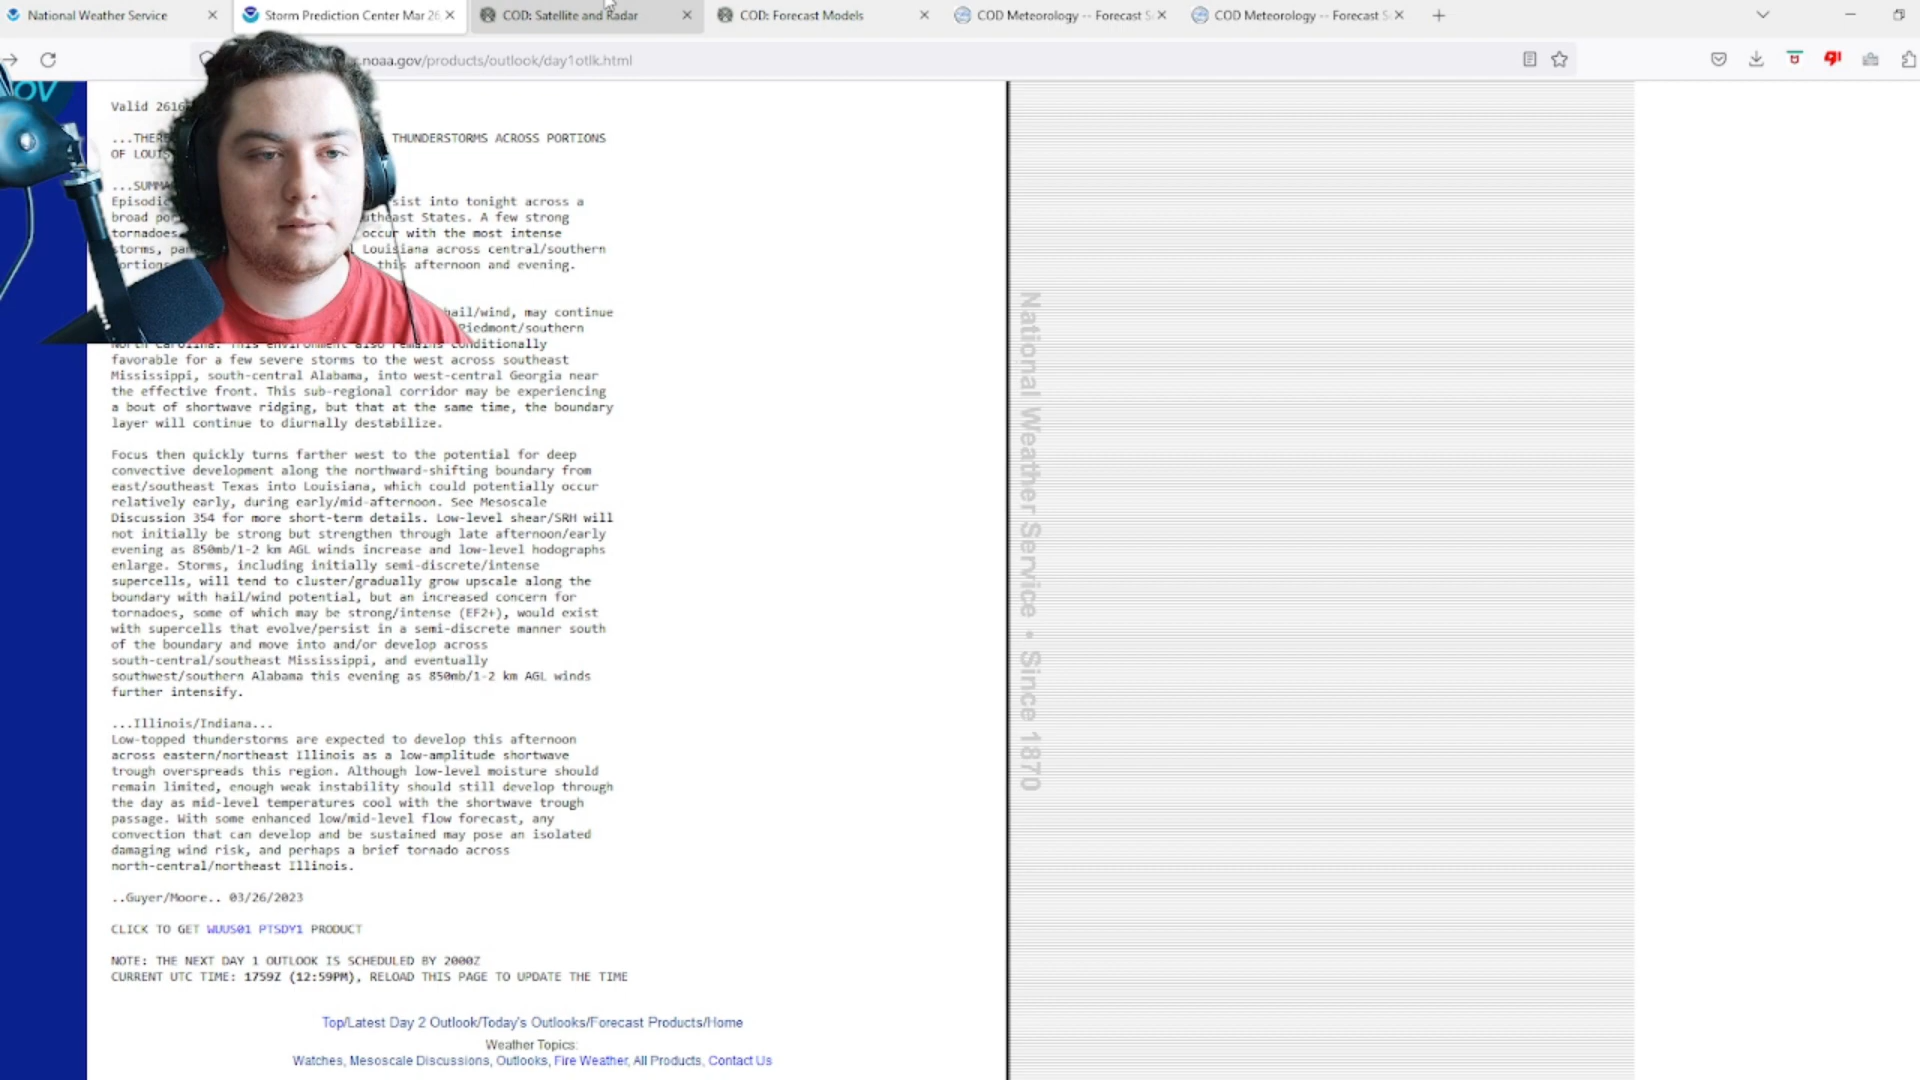 National Weather Service
Storm Prediction Center Mar 26
COD: Satellite and Radar
COD: Forecast Models
COD Meteorology -- Forecast S
COD Meteorology -- Forecast S
noaa.gov/products/outlook/day1otlk.html
OV
Valid 2616
...THERE THUNDERSTORMS ACROSS PORTIONS
OF LOUIS
...SUMMA
Episodic sist into tonight across a
broad por utheast States. A few strong
tornadoes, occur with the most intense
storms, par Louisiana across central/southern
portions this afternoon and evening.
hail/wind, may continue
Piedmont/southern
North Carolina. This environment also remains conditionally
favorable for a few severe storms to the west across southeast
Mississippi, south-central Alabama, into west-central Georgia near
the effective front. This sub-regional corridor may be experiencing
a bout of shortwave ridging, but that at the same time, the boundary
layer will continue to diurnally destabilize.
Focus then quickly turns farther west to the potential for deep
convective development along the northward-shifting boundary from
east/southeast Texas into Louisiana, which could potentially occur
relatively early, during early/mid-afternoon. See Mesoscale
Discussion 354 for more short-term details. Low-level shear/SRH will
not initially be strong but strengthen through late afternoon/early
evening as 850mb/1-2 km AGL winds increase and low-level hodographs
enlarge. Storms, including initially semi-discrete/intense
supercells, will tend to cluster/gradually grow upscale along the
boundary with hail/wind potential, but an increased concern for
tornadoes, some of which may be strong/intense (EF2+), would exist
with supercells that evolve/persist in a semi-discrete manner south
of the boundary and move into and/or develop across
south-central/southeast Mississippi, and eventually
southwest/southern Alabama this evening as 850mb/1-2 km AGL winds
further intensify.
...Illinois/Indiana...
Low-topped thunderstorms are expected to develop this afternoon
across eastern/northeast Illinois as a low-amplitude shortwave
trough overspreads this region. Although low-level moisture should
remain limited, enough weak instability should still develop through
the day as mid-level temperatures cool with the shortwave trough
passage. With some enhanced low/mid-level flow forecast, any
convection that can develop and be sustained may pose an isolated
damaging wind risk, and perhaps a brief tornado across
north-central/northeast Illinois.
..Guyer/Moore.. 03/26/2023
CLICK TO GET WUUS01 PTSDY1 PRODUCT
NOTE: THE NEXT DAY 1 OUTLOOK IS SCHEDULED BY 2000Z
CURRENT UTC TIME: 1759Z (12:59PM), RELOAD THIS PAGE TO UPDATE THE TIME
Top/Latest Day 2 Outlook/Today's Outlooks/Forecast Products/Home
Weather Topics:
Watches, Mesoscale Discussions, Outlooks, Fire Weather, All Products, Contact Us
National Weather Service • Since 1870